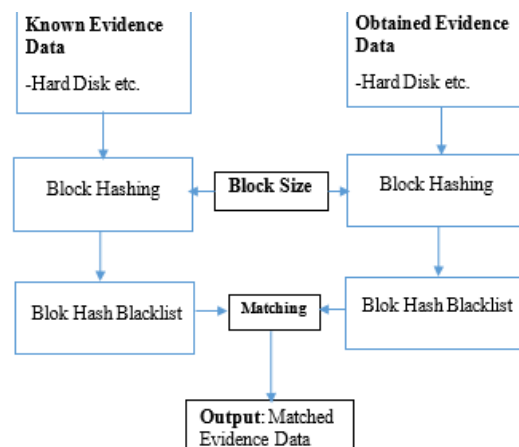 Known Evidence
Data
-Hard Disk etc.
Obtained Evidence
Data
-Hard Disk etc.
Block Hashing
Block Size
Block Hashing
Blok Hash Blacklist
Matching
Blok Hash Blacklist
Output: Matched
Evidence Data